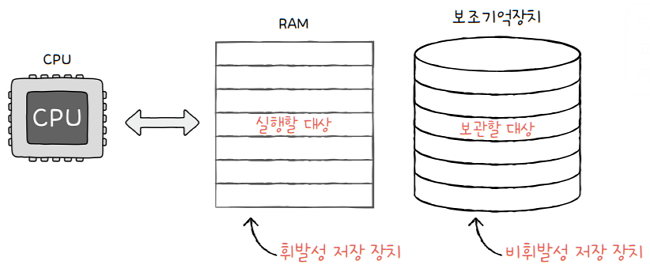 CPU
CPU
RAM
실행할 대상
휘발성 저장 장치
보조기억장치
보관할 대상
비휘발성 저장 장치